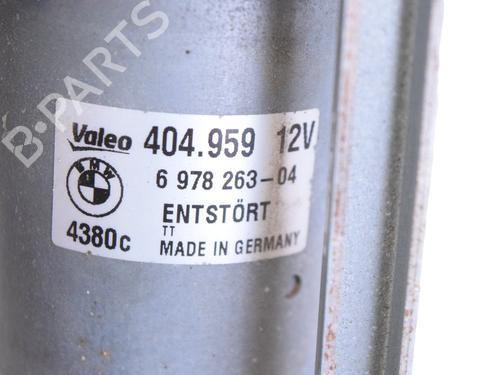 B-PARTS
Valeo 404.959 12V
BMW
6 978 263-04
ENTSTÖRT
TT
4380c MADE IN GERMANY